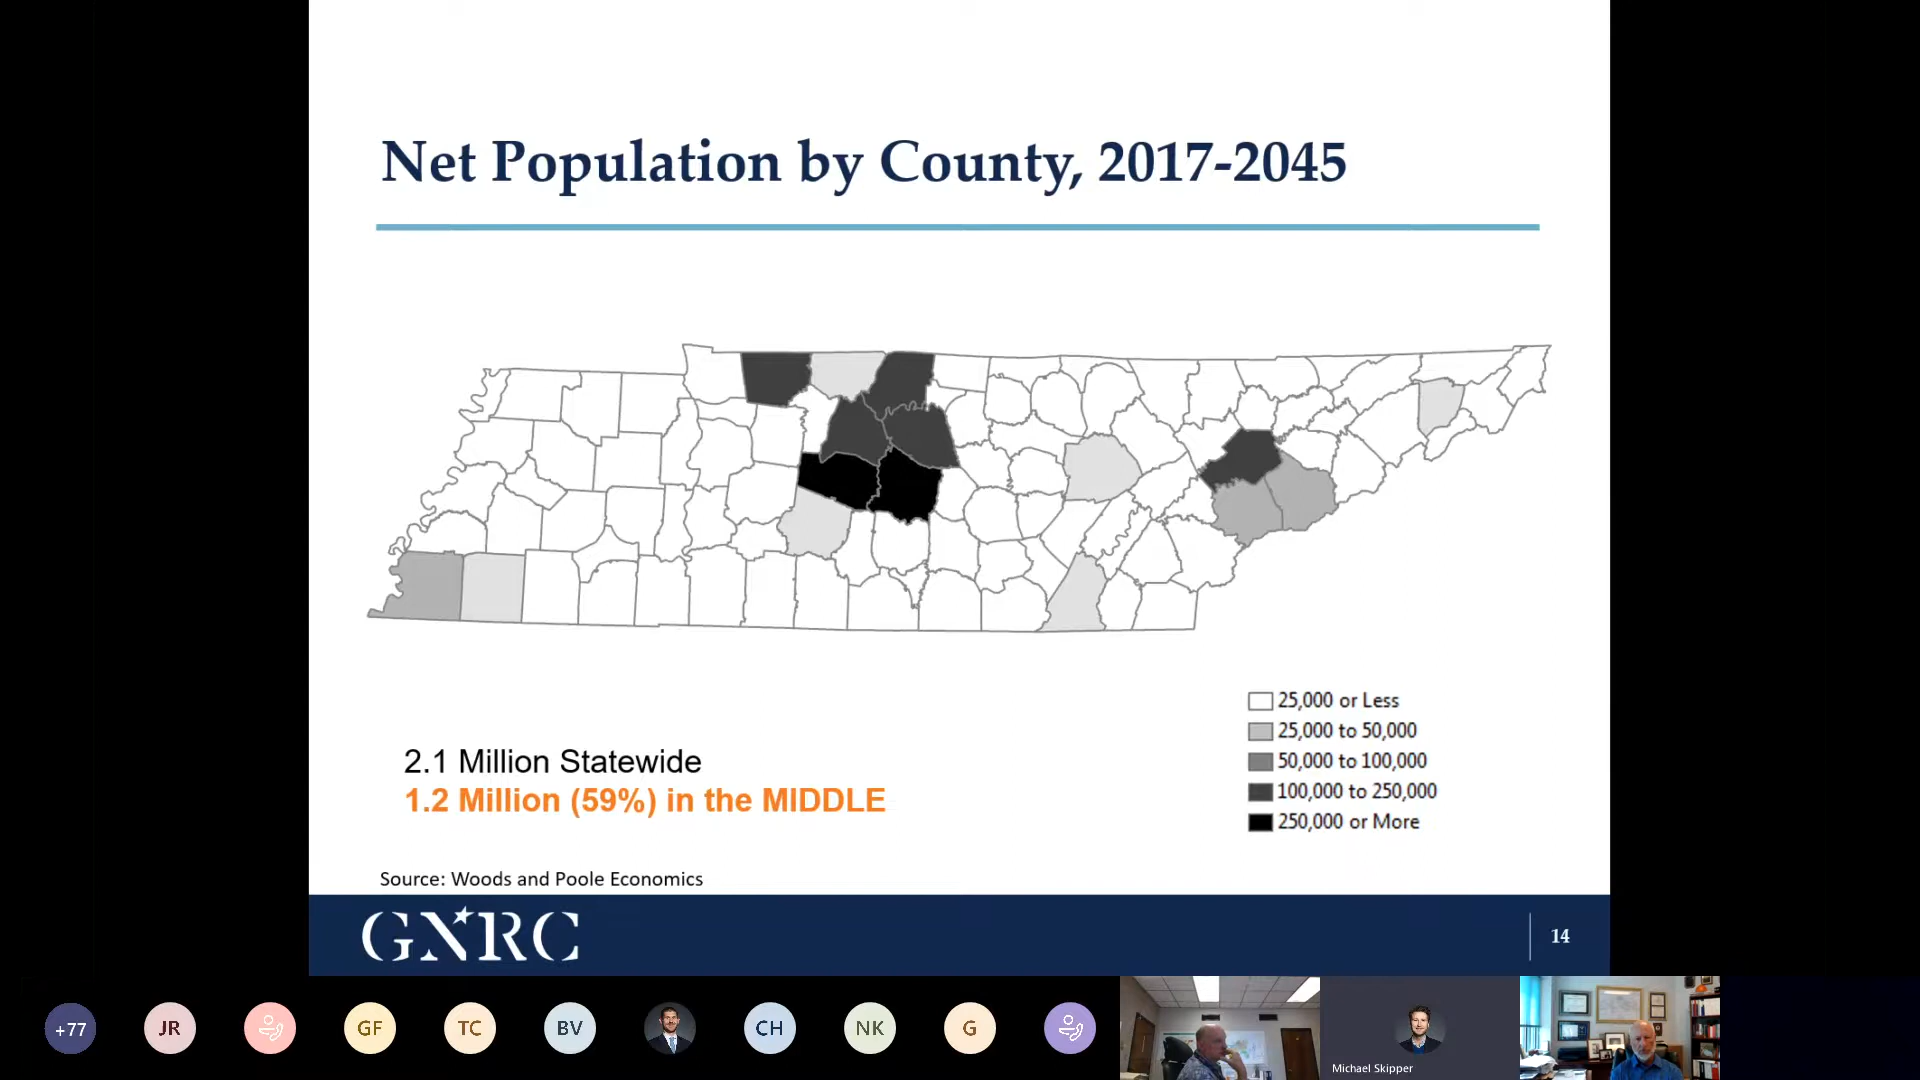 Net Population by County, 2017-2045
25,000 or Less
25,000 to 50,000
50,000 to 100,000
100,000 to 250,000
250,000 or More
2.1 Million Statewide
1.2 Million (59%) in the MIDDLE
Source: Woods and Poole Economics
GNRC
14
+77
JR
GF
TC
BV
CH
NK
G
Michael Skipper